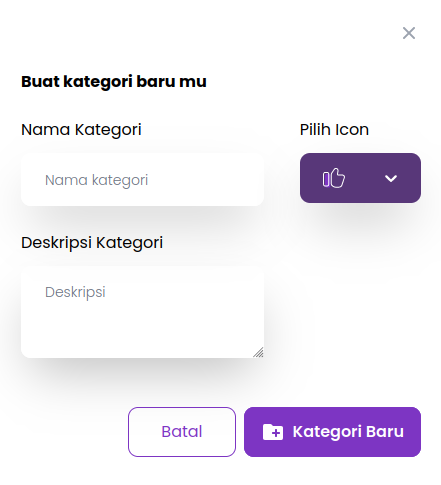 Buat kategori baru mu
Nama Kategori
Pilih Icon
Nama kategori
Deskripsi Kategori
Deskripsi
Batal
Kategori Baru